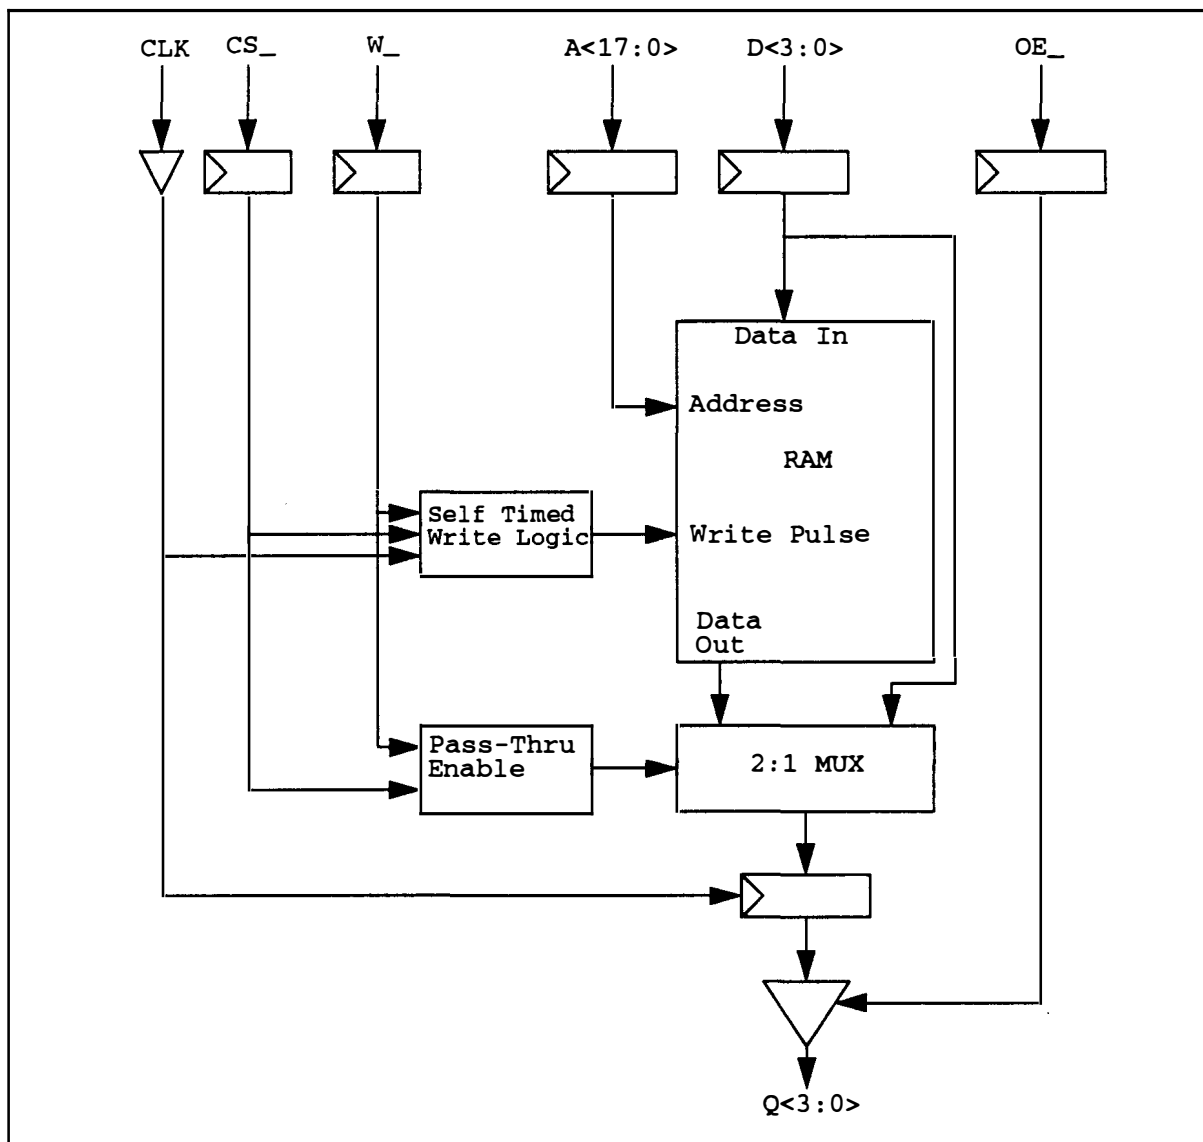 CLK CS_ W_ A<17:0> D<3:0> OE_
Data In
Address
RAM
Self Timed
Write Logic
Write Pulse
Data
Out
Pass-Thru
Enable
2:1 MUX
Q<3:0>